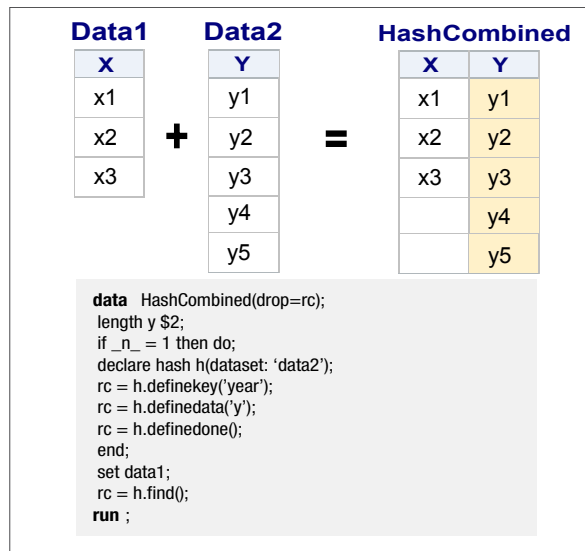 Data1 Data2 HashCombined
X Y X Y
x1 y1 x1 y1
x2 + y2 = x2 y2
x3 y3 x3 y3
y4 y4
y5 y5
data HashCombined(drop=rc);
length y $2;
if _n_ = 1 then do;
declare hash h(dataset: ‘data2’);
rc = h.definekey('year');
rc = h.definedata('y');
rc = h.definedone();
end;
set data1;
rc = h.find();
run ;